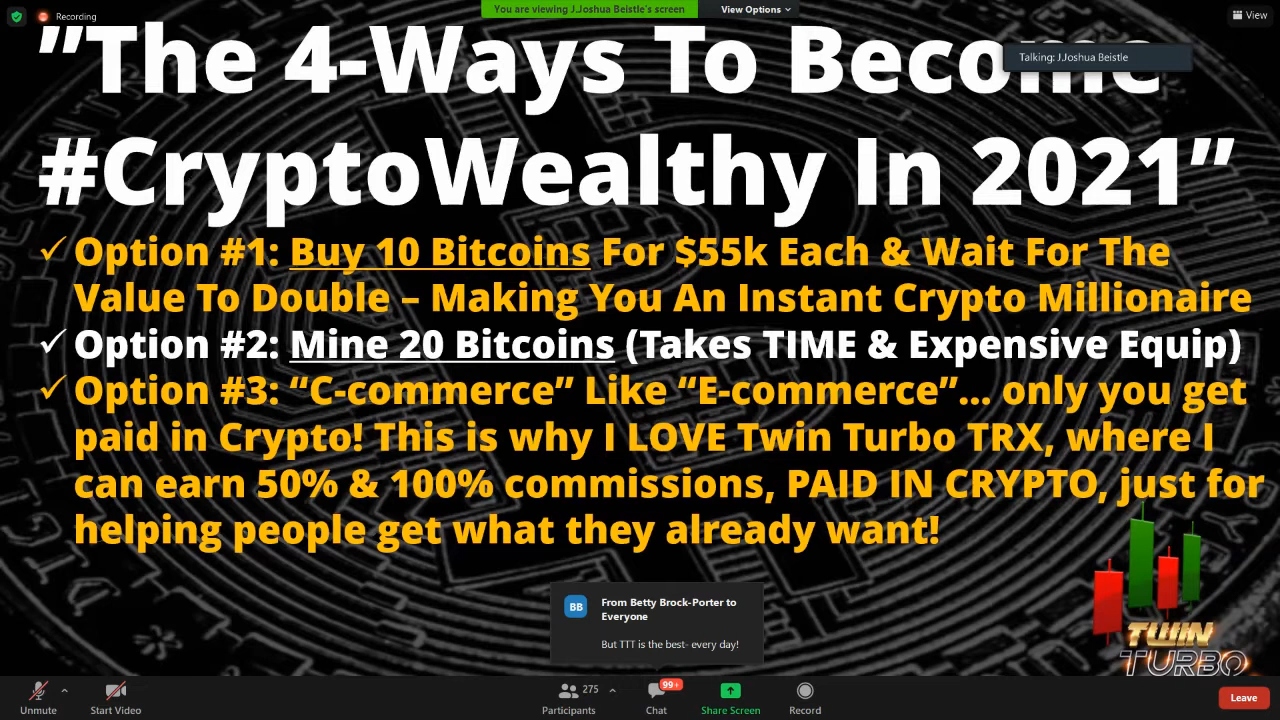 Recording
You are viewing J.Joshua Beistle's screen
View Options
View
Talking: J.Joshua Beistle
"The 4-Ways To Become
#CryptoWealthy In 2021"
✓ Option #1: Buy 10 Bitcoins For $55k Each & Wait For The
Value To Double – Making You An Instant Crypto Millionaire
✓ Option #2: Mine 20 Bitcoins (Takes TIME & Expensive Equip)
✓ Option #3: “C-commerce” Like “E-commerce”... only you get
paid in Crypto! This is why I LOVE Twin Turbo TRX, where I
can earn 50% & 100% commissions, PAID IN CRYPTO, just for
helping people get what they already want!
BB
From Betty Brock-Porter to
Everyone
But TTT is the best- every day!
TWIN
TURBO
Unmute
Start Video
275
Participants
99+
Chat
Share Screen
Record
Leave